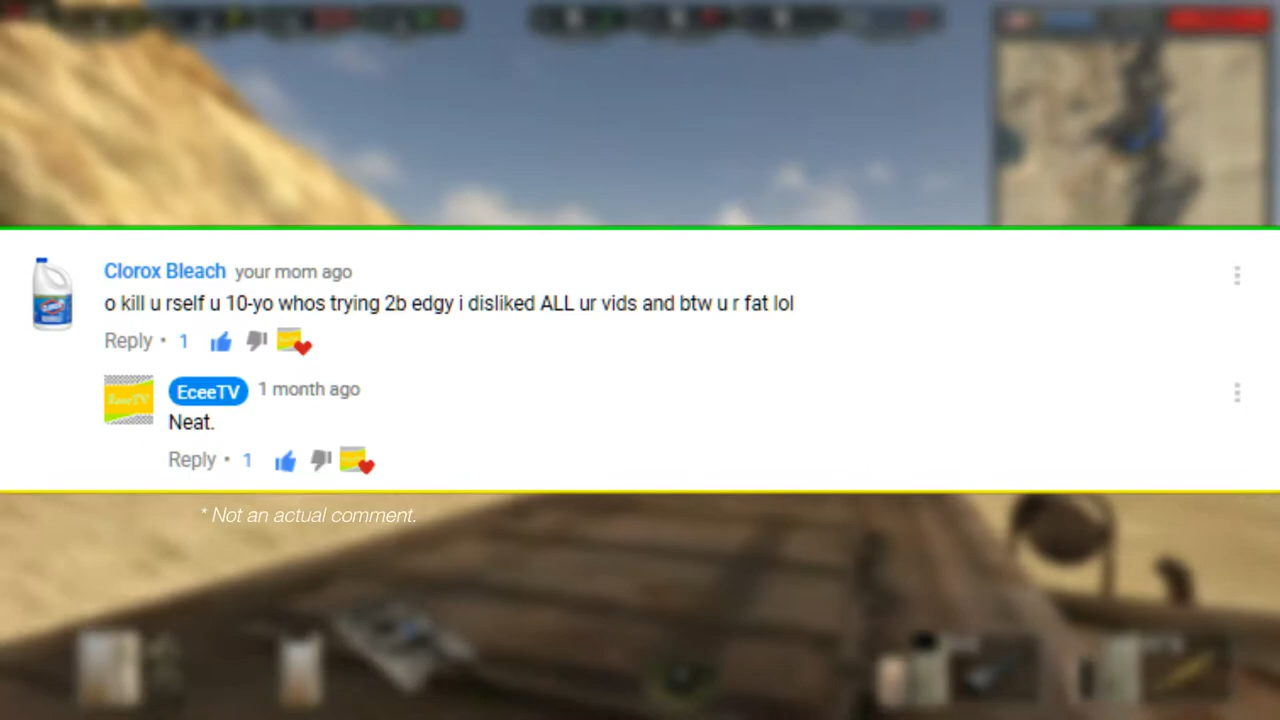 Clorox Bleach your mom ago
o kill u rself u 10-yo whos trying 2b edgy i disliked ALL ur vids and btw u r fat lol
Reply • 1
EceeTV 1 month ago
Neat.
Reply • 1
* Not an actual comment.